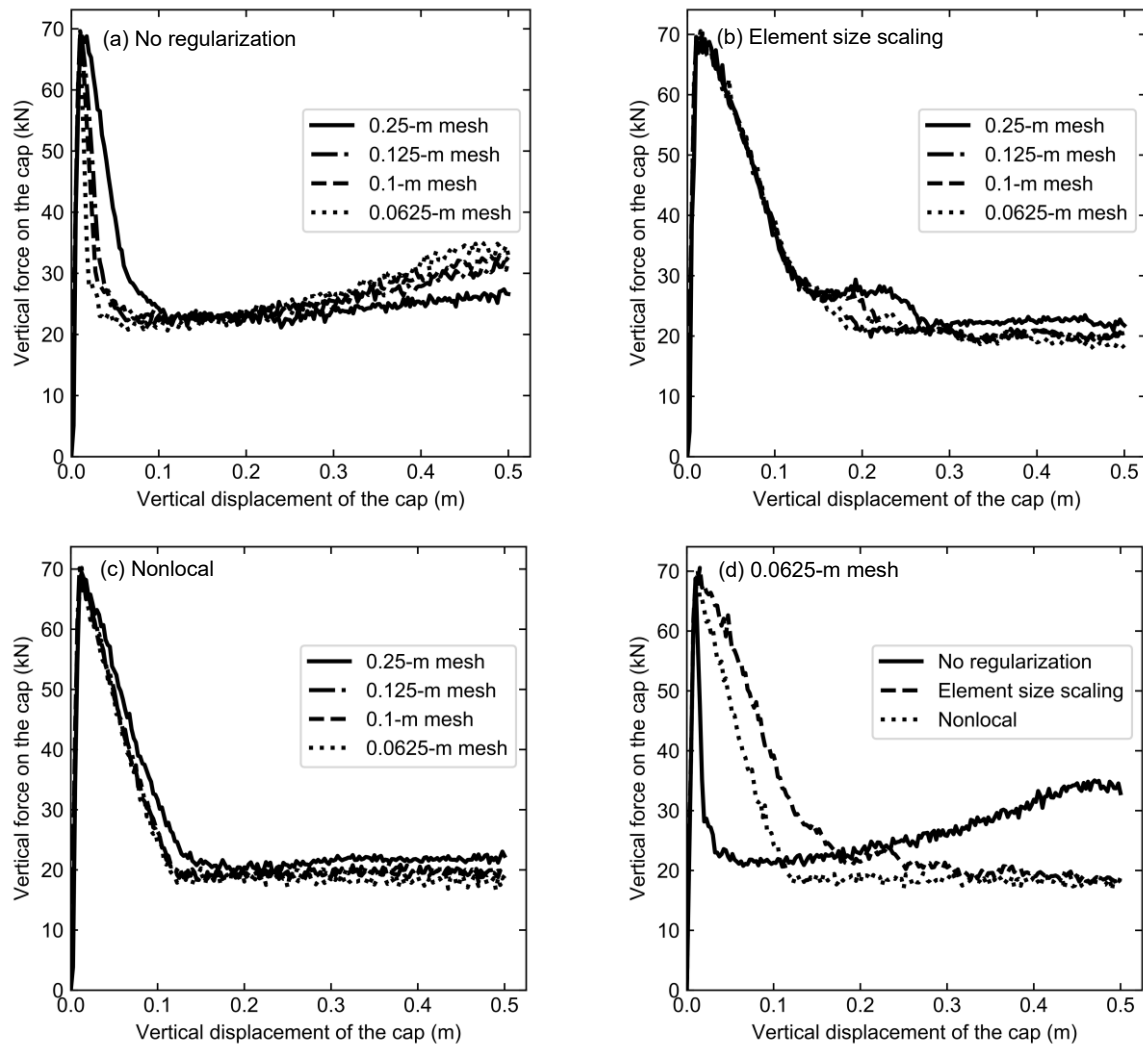 (a) No regularization
Vertical force on the cap (kN)
70
60
50
40
30
20
10
0
0.25-m mesh
0.125-m mesh
0.1-m mesh
0.0625-m mesh
0.0 0.1 0.2 0.3 0.4 0.5
Vertical displacement of the cap (m)
(b) Element size scaling
Vertical force on the cap (kN)
70
60
50
40
30
20
10
0
0.25-m mesh
0.125-m mesh
0.1-m mesh
0.0625-m mesh
0.0 0.1 0.2 0.3 0.4 0.5
Vertical displacement of the cap (m)
(c) Nonlocal
Vertical force on the cap (kN)
70
60
50
40
30
20
10
0
0.25-m mesh
0.125-m mesh
0.1-m mesh
0.0625-m mesh
0.0 0.1 0.2 0.3 0.4 0.5
Vertical displacement of the cap (m)
(d) 0.0625-m mesh
Vertical force on the cap (kN)
70
60
50
40
30
20
10
0
No regularization
Element size scaling
Nonlocal
0.0 0.1 0.2 0.3 0.4 0.5
Vertical displacement of the cap (m)